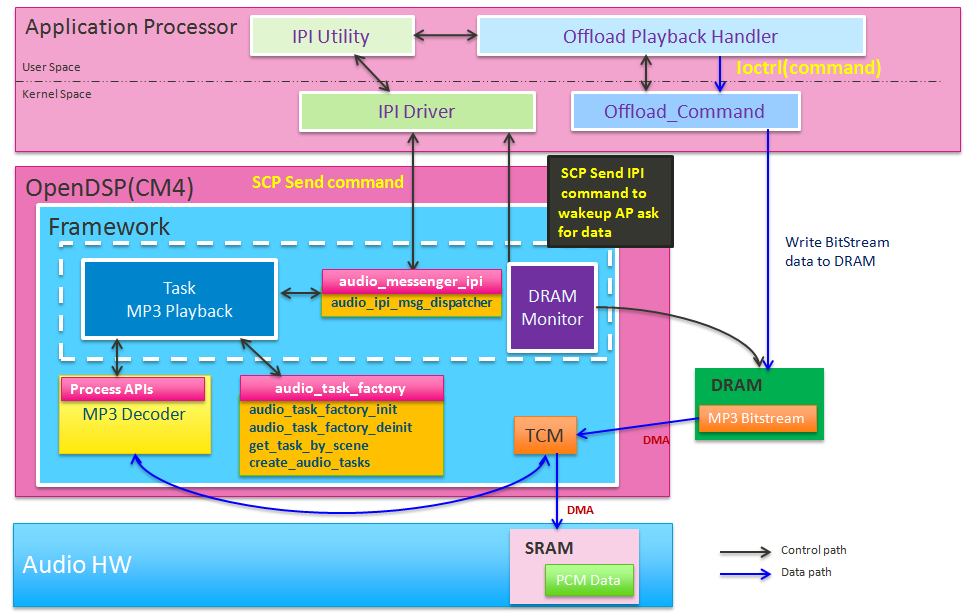 Application Processor
IPI Utility
Offload Playback Handler
User Space
Ioctrl(command)
Kernel Space
IPI Driver
Offload_Command
OpenDSP(CM4)
SCP Send command
SCP Send IPI
command to
wakeup AP ask
for data
Framework
Write BitStream
data to DRAM
Task
MP3 Playback
audio_messenger_ipi
audio_ipi_msg_dispatcher
DRAM
Monitor
Process APIs
MP3 Decoder
audio_task_factory
audio_task_factory_init
audio_task_factory_deinit
get_task_by_scene
create_audio_tasks
TCM
DRAM
MP3 Bitstream
DMA
DMA
Audio HW
SRAM
PCM Data
Control path
Data path